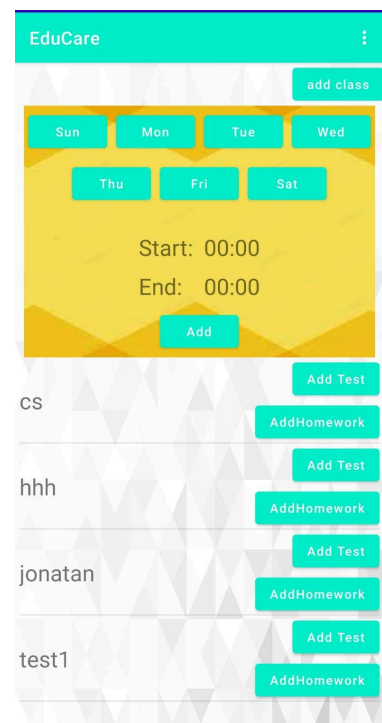 EduCare
add class
Sun Mon Tue Wed
Thu Fri Sat
Start: 00:00
End: 00:00
Add
cs
Add Test
AddHomework
hhh
Add Test
AddHomework
jonatan
Add Test
AddHomework
test1
Add Test
AddHomework